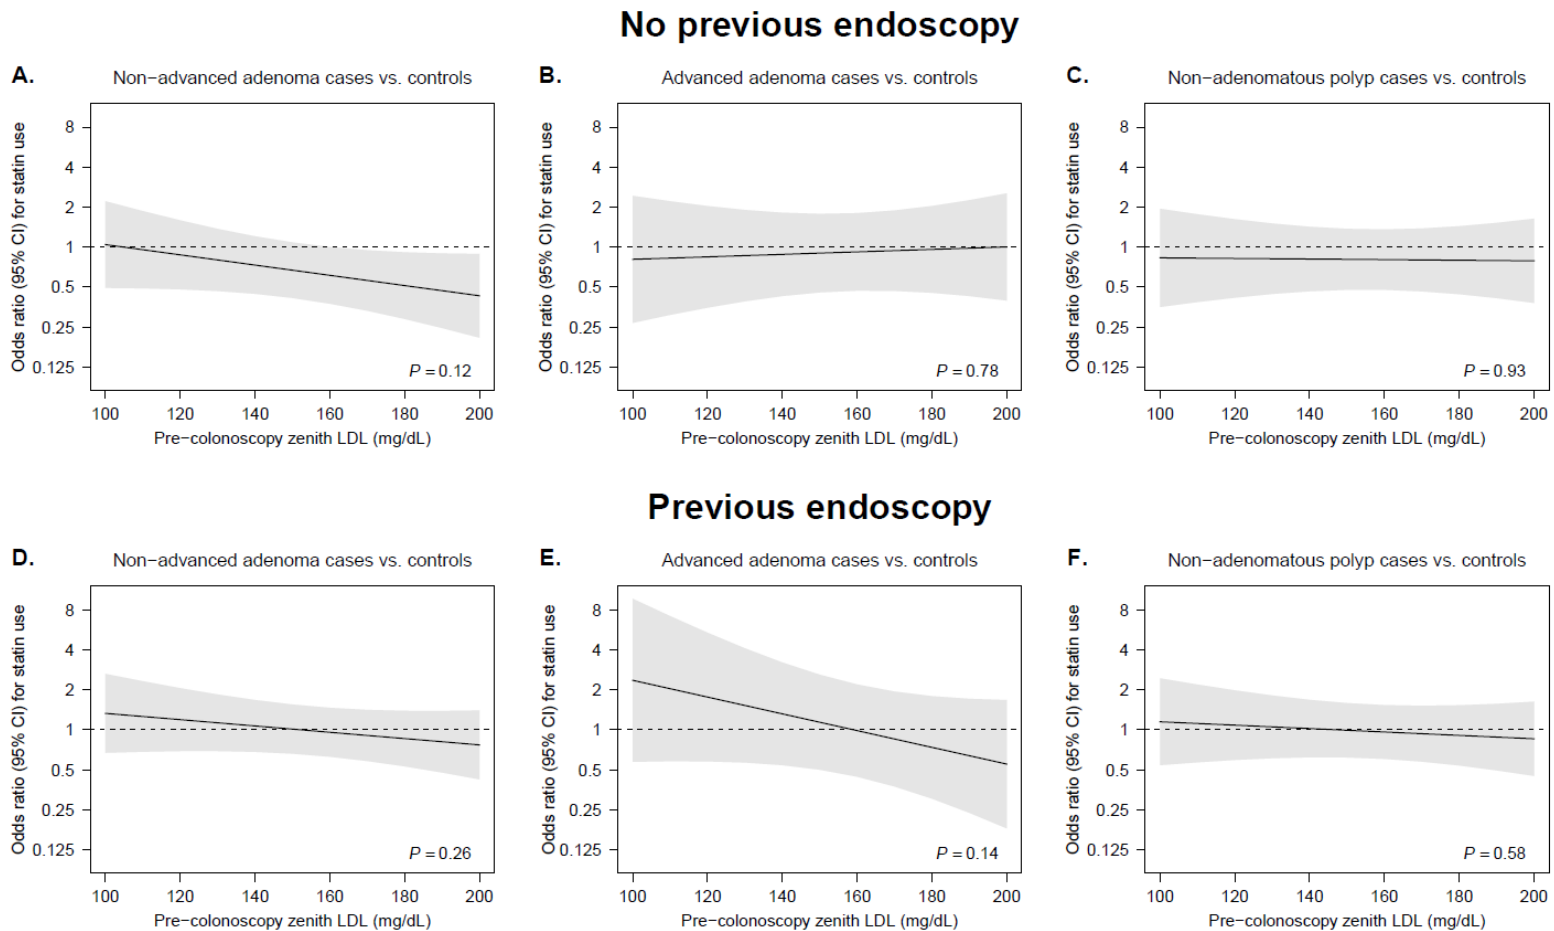 No previous endoscopy
A. Non−advanced adenoma cases vs. controls
Odds ratio (95% CI) for statin use
8
4
2
1
0.5
0.25
0.125
P = 0.12
100 120 140 160 180 200
Pre−colonoscopy zenith LDL (mg/dL)
B. Advanced adenoma cases vs. controls
Odds ratio (95% CI) for statin use
8
4
2
1
0.5
0.25
0.125
P = 0.78
100 120 140 160 180 200
Pre−colonoscopy zenith LDL (mg/dL)
C. Non−adenomatous polyp cases vs. controls
Odds ratio (95% CI) for statin use
8
4
2
1
0.5
0.25
0.125
P = 0.93
100 120 140 160 180 200
Pre−colonoscopy zenith LDL (mg/dL)
Previous endoscopy
D. Non−advanced adenoma cases vs. controls
Odds ratio (95% CI) for statin use
8
4
2
1
0.5
0.25
0.125
P = 0.26
100 120 140 160 180 200
Pre−colonoscopy zenith LDL (mg/dL)
E. Advanced adenoma cases vs. controls
Odds ratio (95% CI) for statin use
8
4
2
1
0.5
0.25
0.125
P = 0.14
100 120 140 160 180 200
Pre−colonoscopy zenith LDL (mg/dL)
F. Non−adenomatous polyp cases vs. controls
Odds ratio (95% CI) for statin use
8
4
2
1
0.5
0.25
0.125
P = 0.58
100 120 140 160 180 200
Pre−colonoscopy zenith LDL (mg/dL)